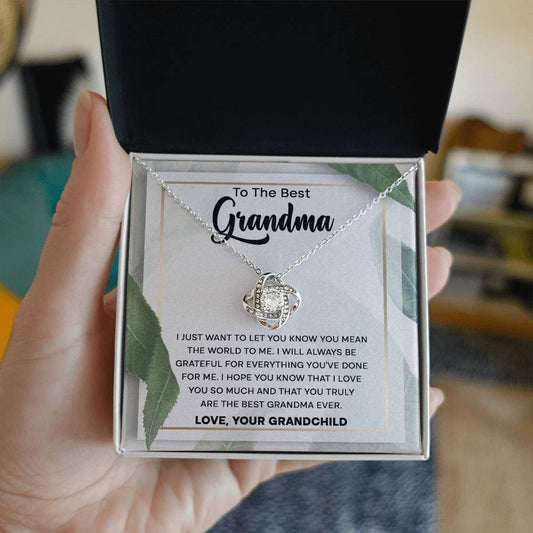 To The Best
Grandma
I JUST WANT TO LET YOU KNOW YOU MEAN
THE WORLD TO ME. I WILL ALWAYS BE
GRATEFUL FOR EVERYTHING YOU'VE DONE
FOR ME. I HOPE YOU KNOW THAT I LOVE
YOU SO MUCH AND THAT YOU TRULY
ARE THE BEST GRANDMA EVER.
LOVE, YOUR GRANDCHILD